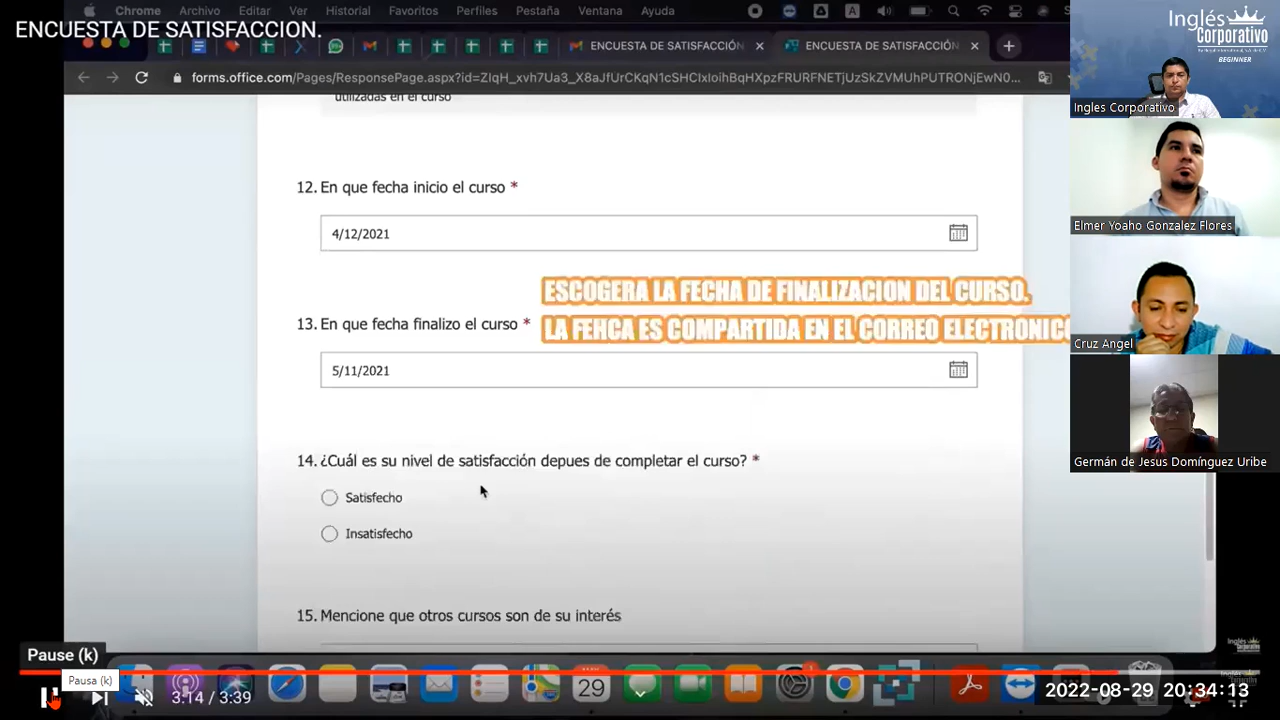 ENCUESTA DE SATISFACCION.
Chrome Archivo Editar Ver Historial Favoritos Perfiles Pestaña Ventana Ayuda
ENCUESTA DE SATISFACCIÓN × ENCUESTA DE SATISFACCIÓN × +
forms.office.com/Pages/ResponsePage.aspx?id=
utilizadas en el curso
12. En que fecha inicio el curso *
4/12/2021
ESCOGERA LA FECHA DE FINALIZACION DEL CURSO.
13. En que fecha finalizo el curso *
LA FEHCA ES COMPARTIDA EN EL CORREO ELECTRONICO
5/11/2021
14. ¿Cuál es su nivel de satisfacción depues de completar el curso? *
Satisfecho
Insatisfecho
15. Mencione que otros cursos son de su interés
Pause (k)
Pausa (k)
3:14 / 3:39
29
2022-08-29 20:34:13
Inglés
Corporativo
BEGINNER
Ingles Corporativo
Elmer Yoaho Gonzalez Flores
Cruz Angel
Germán de Jesus Domínguez Uribe
Inglés
Corporativo